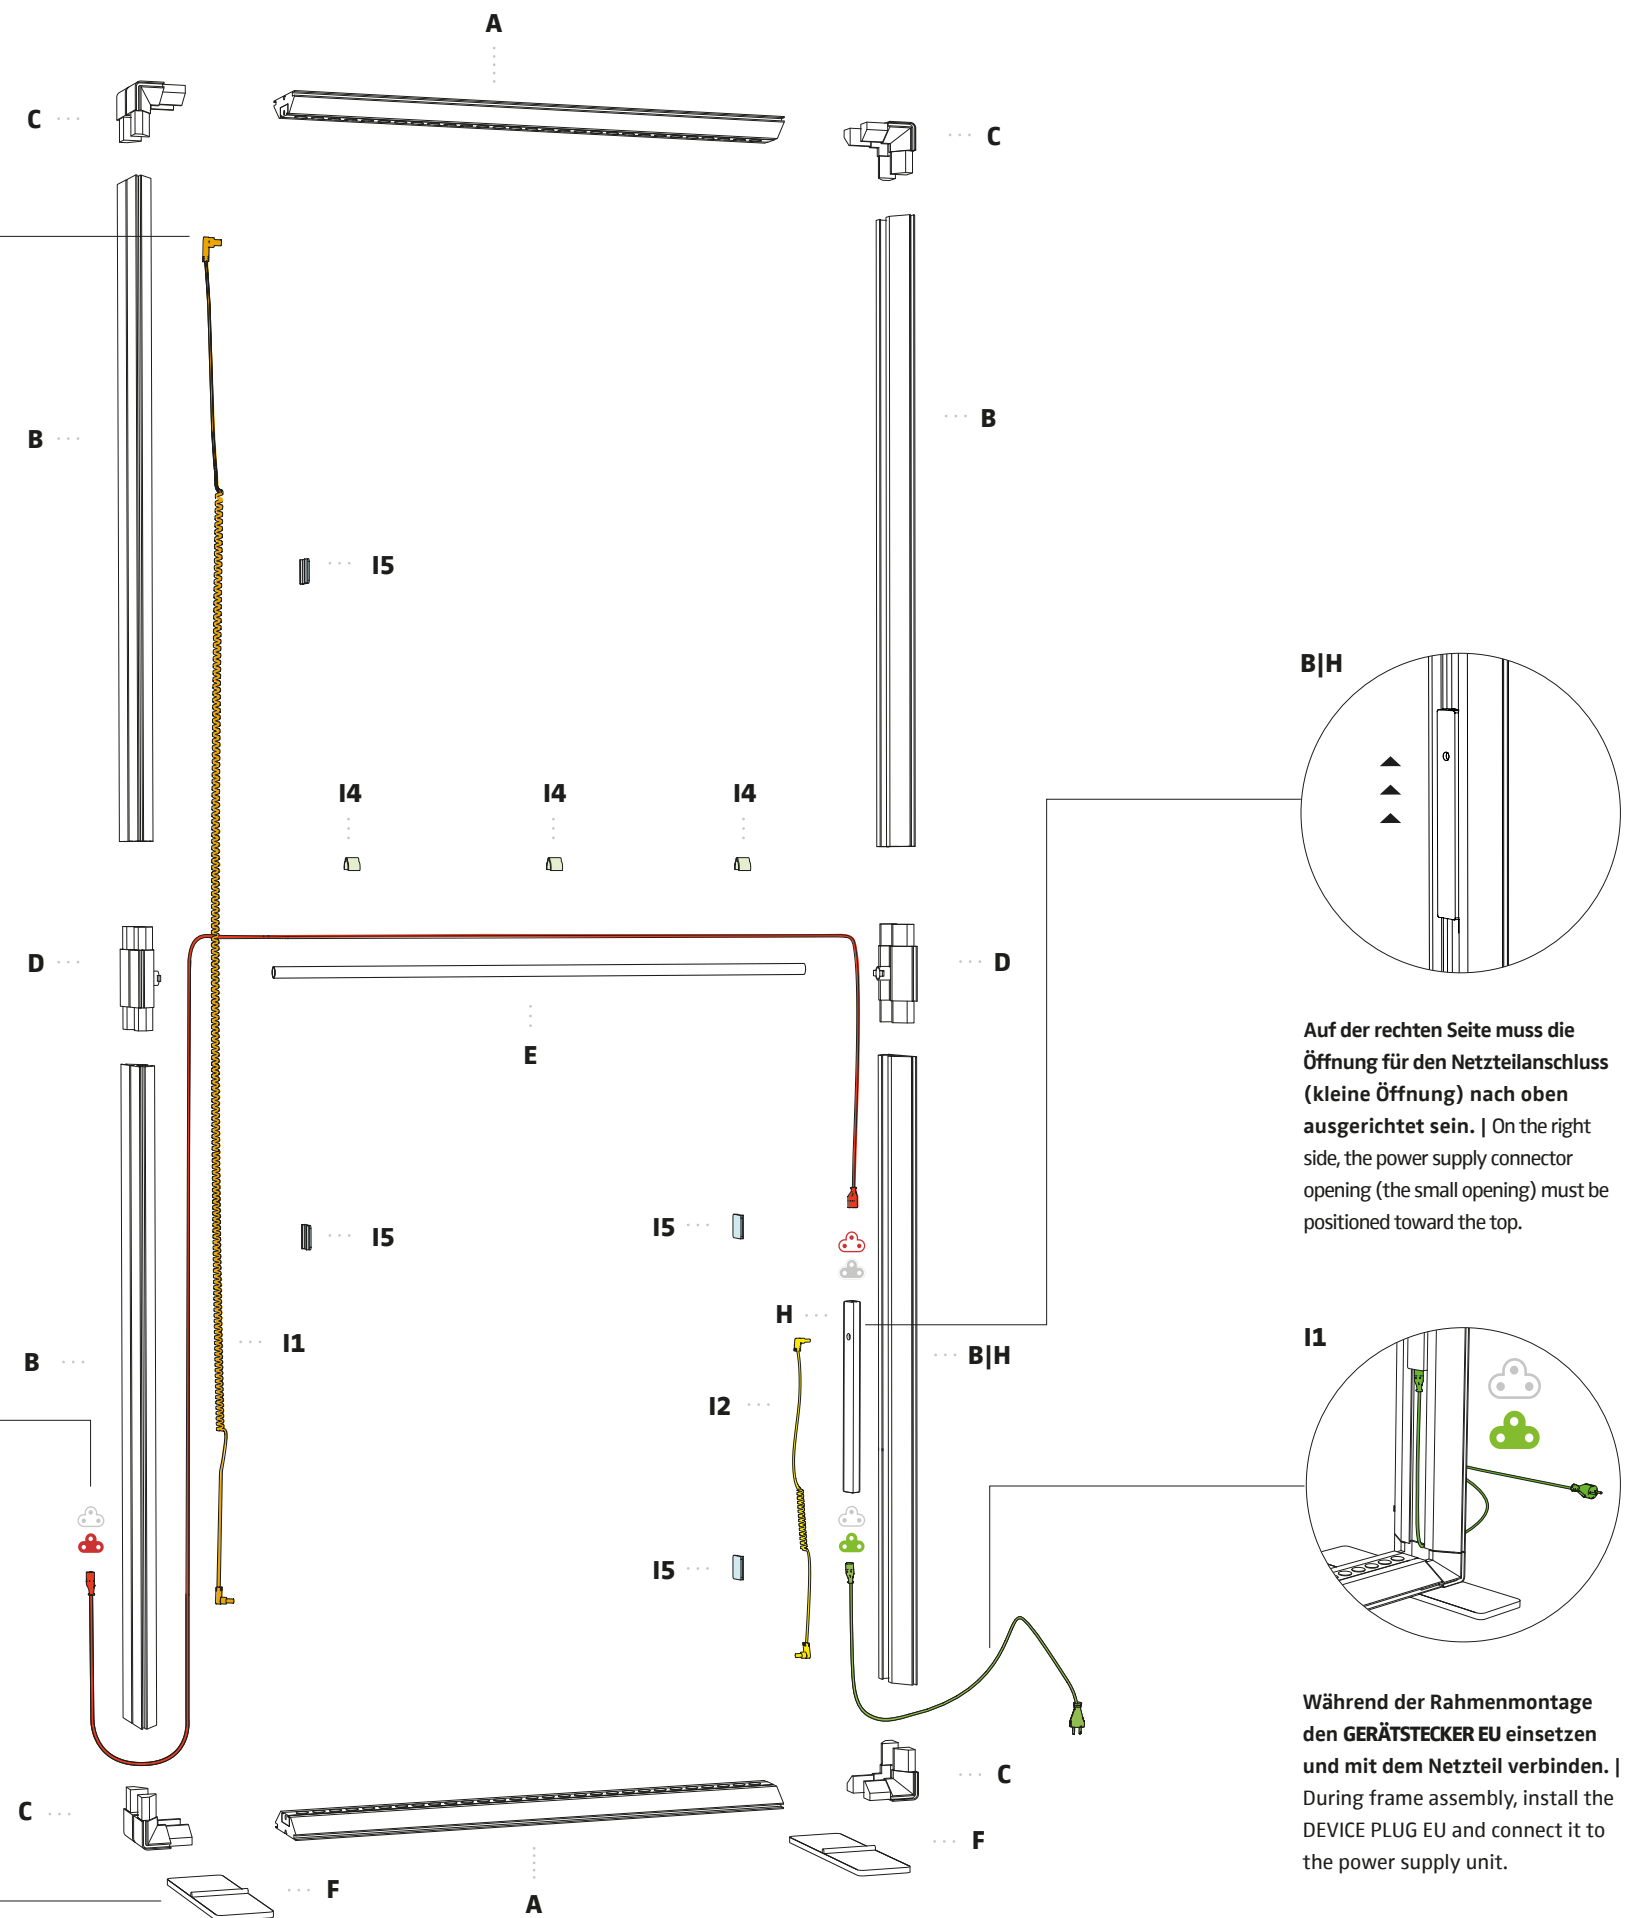 A
C
C
B
B
I5
B|H
I4
I4
I4
D
D
E
Auf der rechten Seite muss die
Öffnung für den Netzteilanschluss
(kleine Öffnung) nach oben
ausgerichtet sein. | On the right
side, the power supply connector
opening (the small opening) must be
positioned toward the top.
I5
I5
H
I1
B
B|H
I2
I1
I5
Während der Rahmenmontage
den GERÄTSTECKER EU einsetzen
und mit dem Netzteil verbinden. |
During frame assembly, install the
DEVICE PLUG EU and connect it to
the power supply unit.
C
C
F
F
A